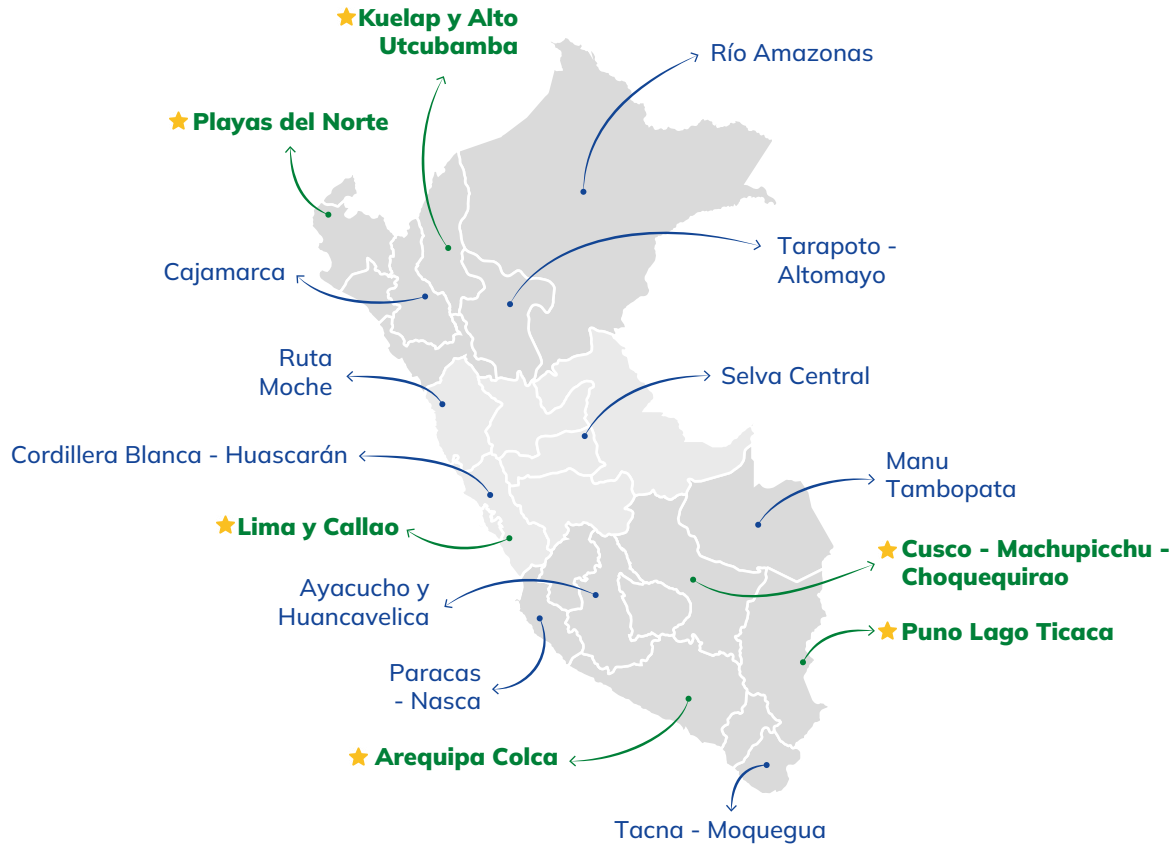 Kuelap y Alto
Utcubamba
Río Amazonas
Playas del Norte
Tarapoto -
Altomayo
Cajamarca
Ruta
Moche
Selva Central
Cordillera Blanca - Huascarán
Manu
Tambopata
Lima y Callao
Cusco - Machupicchu -
Choquequirao
Ayacucho y
Huancavelica
Puno Lago Ticaca
Paracas
- Nasca
Arequipa Colca
Tacna - Moquegua